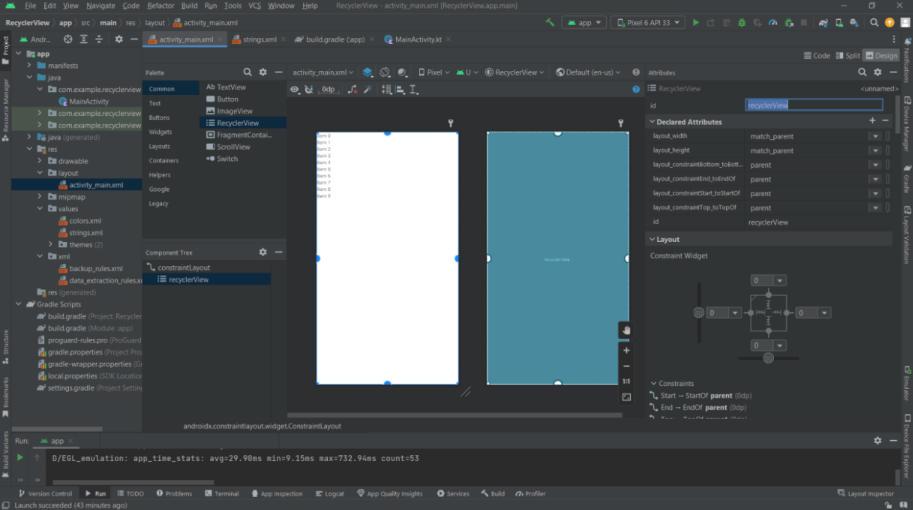 File Edit View Navigate Code Refactor Build Run Tools VCS Window Help RecyclerView - activity_main.xml [RecyclerView.app.main]
RecyclerView app src main res layout activity_main.xml
app Pixel 6 API 33
Andr...
activity_main.xml strings.xml build.gradle (:app) MainActivity.kt
Code Split Design
app
manifests
java
com.example.recyclerview
MainActivity
com.example.recyclerview
com.example.recyclerview
java (generated)
res
drawable
layout
activity_main.xml
mipmap
values
colors.xml
strings.xml
themes (2)
xml
backup_rules.xml
data_extraction_rules.x
res (generated)
Gradle Scripts
build.gradle (Project: Recycler
build.gradle (Module :app)
proguard-rules.pro (ProGuard
gradle.properties (Project Pro
gradle-wrapper.properties (G
local.properties (SDK Location
settings.gradle (Project Setting
Project
Resource Manager
Structure
Bookmarks
Build Variants
Palette
Common
Text
Buttons
Widgets
Layouts
Containers
Helpers
Google
Legacy
Ab TextView
Button
ImageView
RecyclerView
FragmentContai...
ScrollView
Switch
Component Tree
constraintLayout
recyclerView
activity_main.xml Pixel U RecyclerView Default (en-us)
0dp
Item 0
Item 1
Item 2
Item 3
Item 4
Item 5
Item 6
Item 7
Item 8
Item 9
RecyclerView
1:1
androidx.constraintlayout.widget.ConstraintLayout
Attributes
RecyclerView <unnamed>
id recyclerView
Declared Attributes
layout_width match_parent
layout_height match_parent
layout_constraintBottom_toBott... parent
layout_constraintEnd_toEndOf parent
layout_constraintStart_toStartOf parent
layout_constraintTop_toTopOf parent
id recyclerView
Layout
Constraint Widget
0
0 0
0
Constraints
Start → StartOf parent (0dp)
End → EndOf parent (0dp)
Notifications
Device Manager
Gradle
Layout Validation
Emulator
Device File Explorer
Run: app
D/EGL_emulation: app_time_stats: avg=29.90ms min=9.15ms max=732.94ms count=53
Version Control Run TODO Problems Terminal App Inspection Logcat App Quality Insights Services Build Profiler Layout Inspector
Launch succeeded (43 minutes ago)